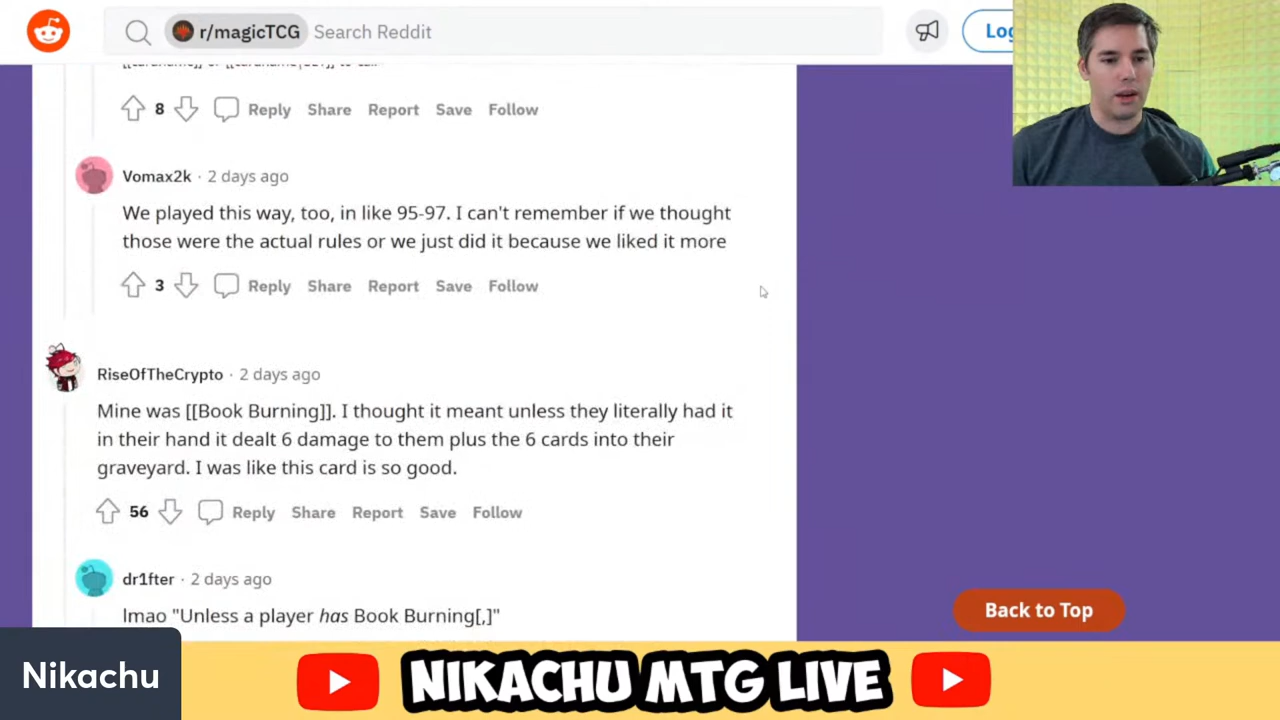 r/magicTCG Search Reddit
8 Reply Share Report Save Follow
Vomax2k · 2 days ago
We played this way, too, in like 95-97. I can't remember if we thought
those were the actual rules or we just did it because we liked it more
3 Reply Share Report Save Follow
RiseOfTheCrypto · 2 days ago
Mine was [[Book Burning]]. I thought it meant unless they literally had it
in their hand it dealt 6 damage to them plus the 6 cards into their
graveyard. I was like this card is so good.
56 Reply Share Report Save Follow
dr1fter · 2 days ago
lmao "Unless a player has Book Burning[,]"
Back to Top
Nikachu
NIKACHU MTG LIVE